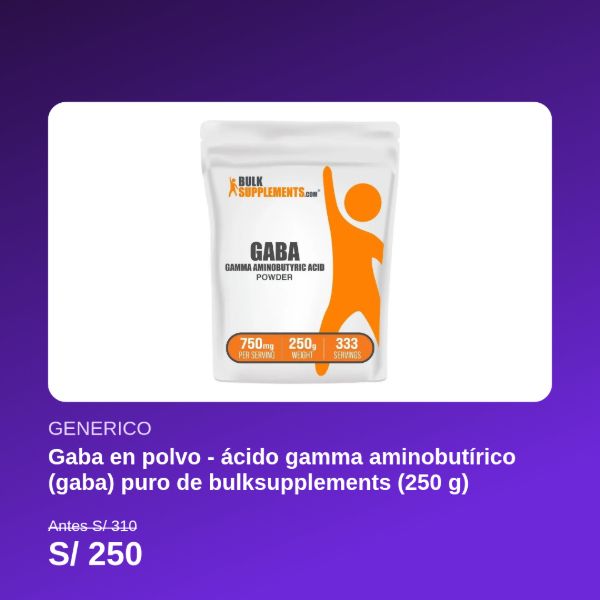 BULK
SUPPLEMENTS.COM®
GABA
GAMMA AMINOBUTYRIC ACID
POWDER
750mg 250g 333
PER SERVING WEIGHT SERVINGS
GENERICO
Gaba en polvo - ácido gamma aminobutírico
(gaba) puro de bulksupplements (250 g)
Antes S/ 310
S/ 250